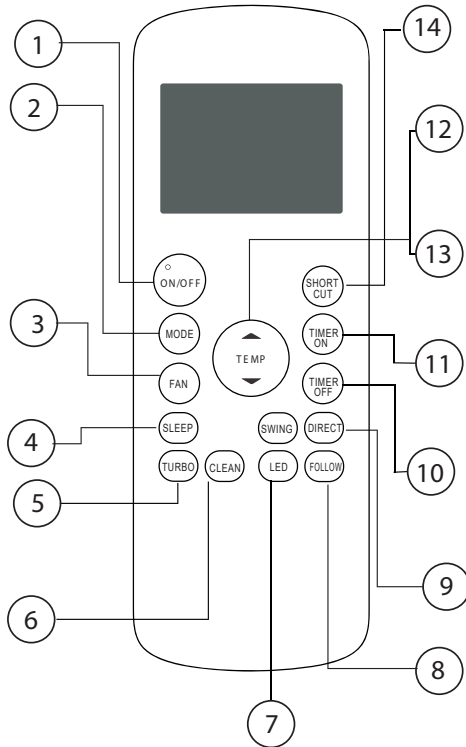 1
14
2
12
13
ON/OFF
SHORT
CUT
MODE
TEMP
TIMER
ON
3
11
FAN
TIMER
OFF
4
SLEEP
SWING
DIRECT
10
5
TURBO
CLEAN
LED
FOLLOW
6
9
8
7